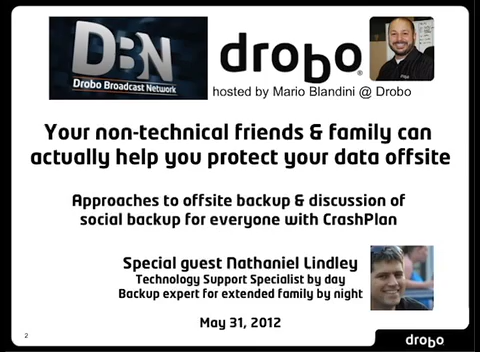 DBN
Drobo Broadcast Network
drobo®
hosted by Mario Blandini @ Drobo
Your non-technical friends & family can
actually help you protect your data offsite
Approaches to offsite backup & discussion of
social backup for everyone with CrashPlan
Special guest Nathaniel Lindley
Technology Support Specialist by day
Backup expert for extended family by night
May 31, 2012
2
drobo